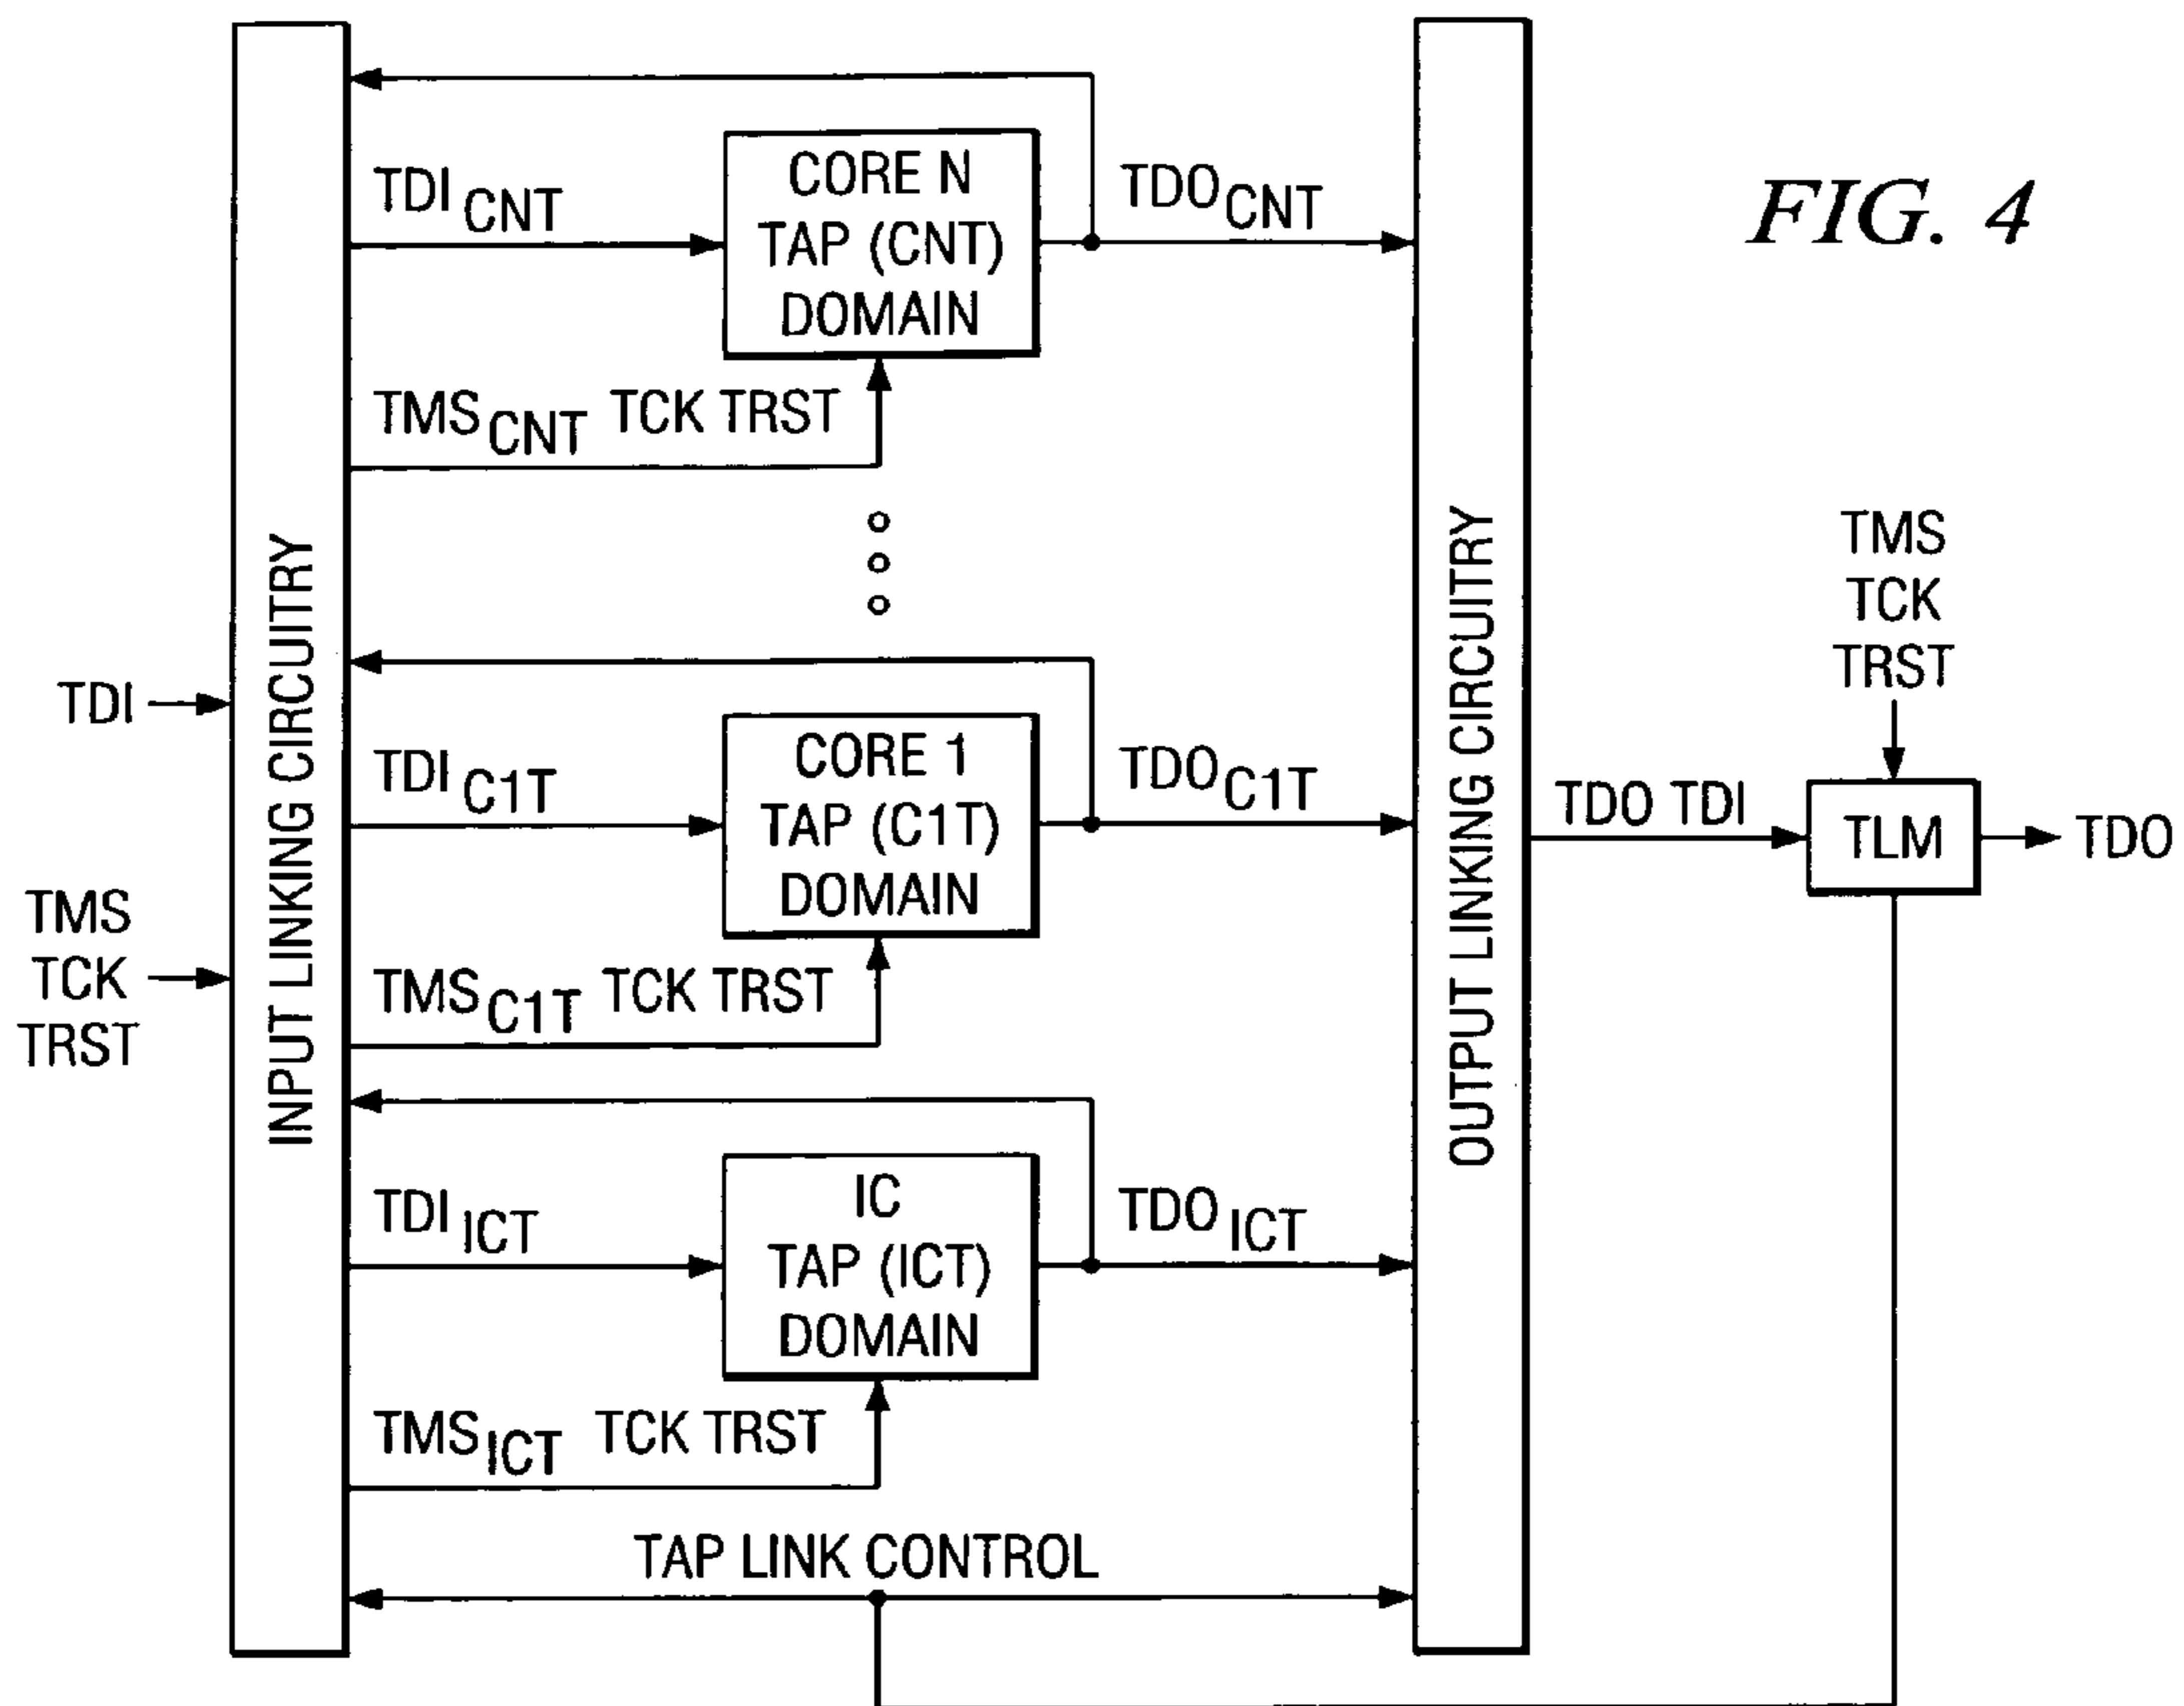 FIG. 4
INPUT LINKING CIRCUITRY
TDI
TMS
TCK
TRST
TDI CNT
CORE N
TAP (CNT)
DOMAIN
TDO CNT
TMS CNT TCK TRST
TDI C1T
CORE 1
TAP (C1T)
DOMAIN
TDO C1T
TMS C1T TCK TRST
TDI ICT
IC
TAP (ICT)
DOMAIN
TDO ICT
TMS ICT TCK TRST
TAP LINK CONTROL
OUTPUT LINKING CIRCUITRY
TDO TDI
TMS
TCK
TRST
TLM
TDO